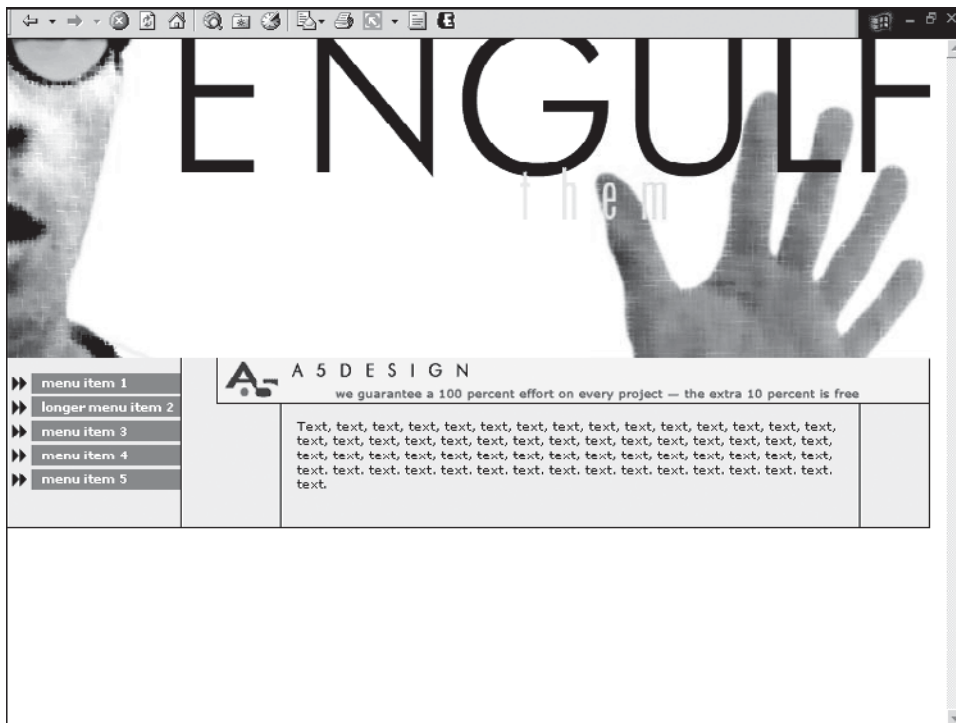 ENGULF
them
A5DESIGN
we guarantee a 100 percent effort on every project — the extra 10 percent is free
menu item 1
longer menu item 2
menu item 3
menu item 4
menu item 5
Text, text, text, text, text, text, text, text, text, text, text, text, text, text, text,
text, text, text, text, text, text, text, text, text, text, text, text, text, text, text,
text, text, text, text, text, text, text, text, text, text, text, text, text, text, text,
text. text. text. text. text. text. text. text. text. text. text. text. text. text. text.
text.